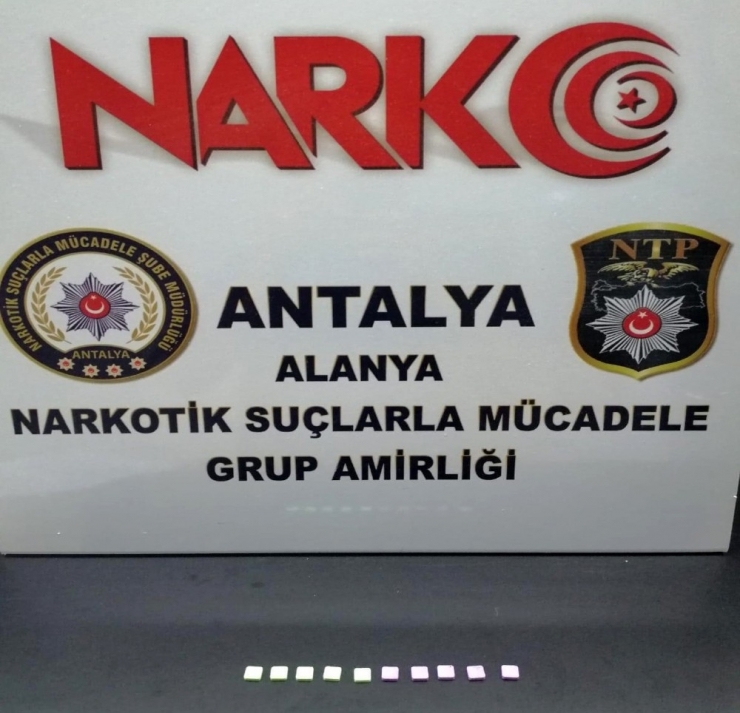 NARKO
NARKOTİK SUÇLARLA MÜCADELE ŞUBE MÜDÜRLÜĞÜ
ANTALYA
NTP
ANTALYA
ALANYA
NARKOTİK SUÇLARLA MÜCADELE
GRUP AMİRLİĞİ